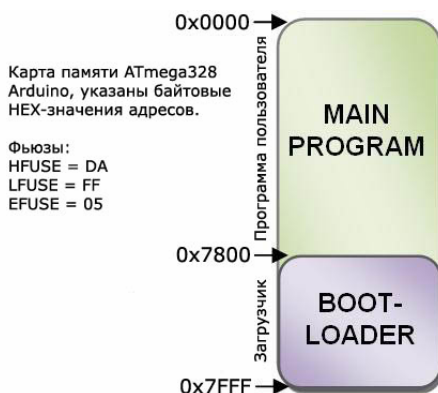 0x0000
Карта памяти ATmega328
Arduino, указаны байтовые
HEX-значения адресов.
Фьюзы:
HFUSE = DA
LFUSE = FF
EFUSE = 05
Программа пользователя
MAIN
PROGRAM
0x7800
Загрузчик
BOOT-
LOADER
0x7FFF